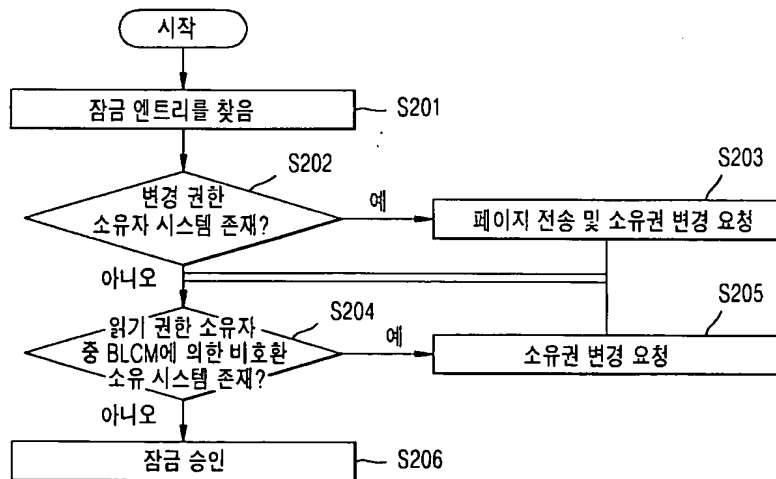 시작
잠금 엔트리를 찾음
S201
S202
변경 권한
소유자 시스템 존재?
예
S203
페이지 전송 및 소유권 변경 요청
아니오
S204
읽기 권한 소유자
중 BLCM에 의한 비호환
소유 시스템 존재?
예
S205
소유권 변경 요청
아니오
잠금 승인
S206